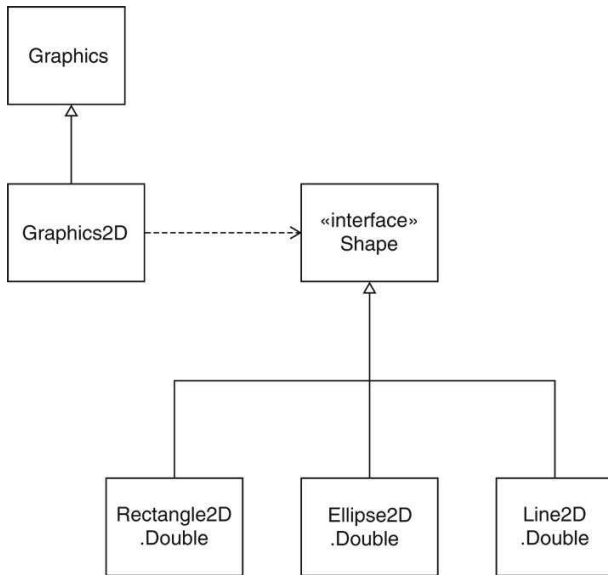 Graphics
Graphics2D
«interface»
Shape
Rectangle2D
.Double
Ellipse2D
.Double
Line2D
.Double